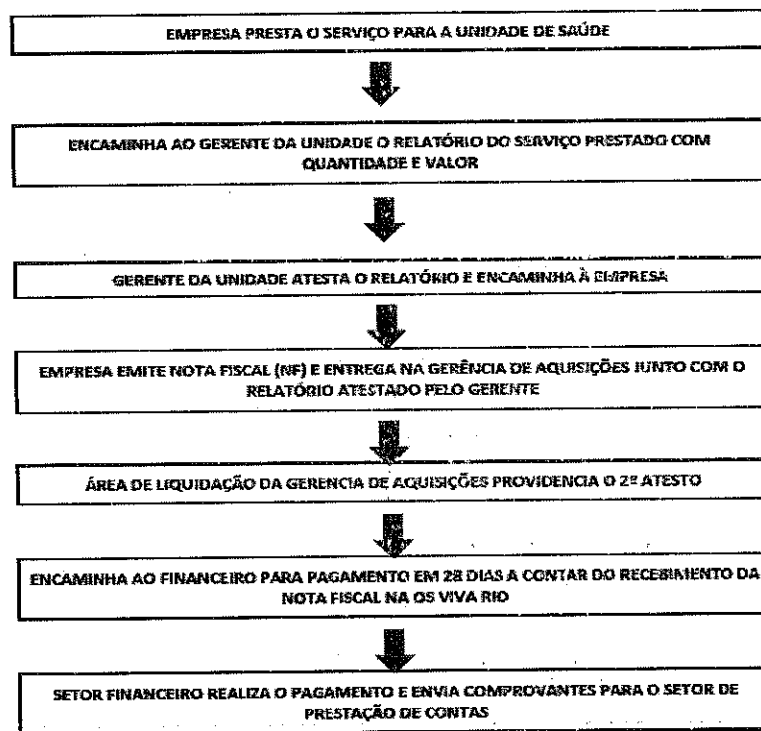 EMPRESA PRESTA O SERVIÇO PARA A UNIDADE DE SAÚDE
ENCAMINHA AO GERENTE DA UNIDADE O RELATÓRIO DO SERVIÇO PRESTADO COM
QUANTIDADE E VALOR
GERENTE DA UNIDADE ATESTA O RELATÓRIO E ENCAMINHA À EMPRESA
EMPRESA EMITE NOTA FISCAL (NF) E ENTREGA NA GERÊNCIA DE AQUISIÇÕES JUNTO COM O
RELATÓRIO ATESTADO PELO GERENTE
ÁREA DE LIQUIDAÇÃO DA GERENCIA DE AQUISIÇÕES PROVIDENCIA O 2º ATESTO
ENCAMINHA AO FINANCEIRO PARA PAGAMENTO EM 28 DIAS A CONTAR DO RECEBIMENTO DA
NOTA FISCAL NA OS VIVA RIO
SETOR FINANCEIRO REALIZA O PAGAMENTO E ENVIA COMPROVANTES PARA O SETOR DE
PRESTAÇÃO DE CONTAS